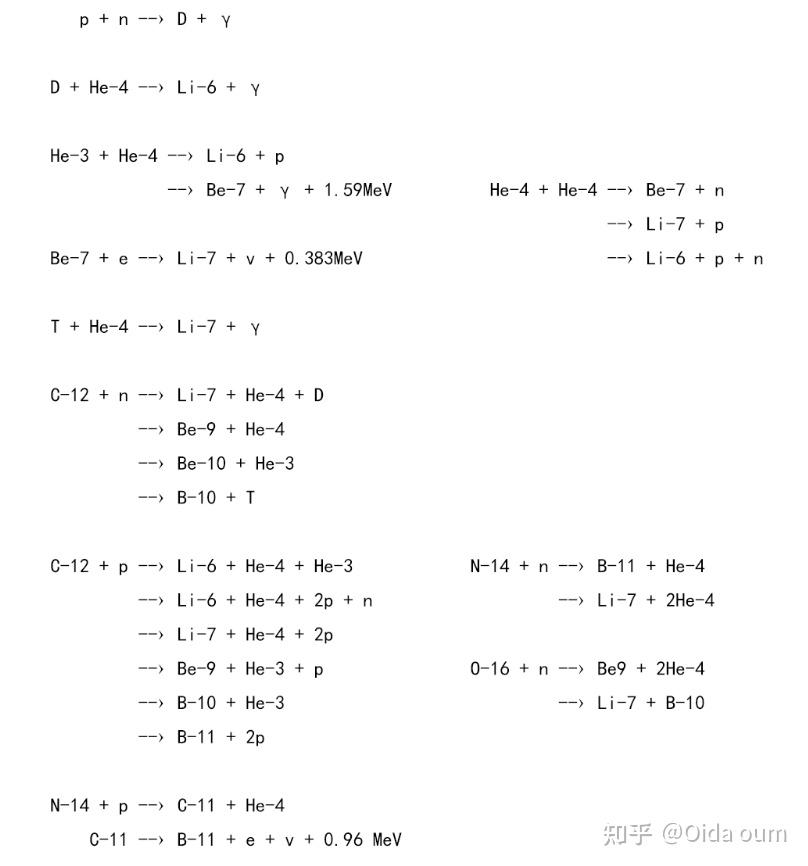 p + n --› D + γ
D + He-4 --› Li-6 + γ
He-3 + He-4 --› Li-6 + p
--› Be-7 + γ + 1.59MeV
He-4 + He-4 --› Be-7 + n
--› Li-7 + p
Be-7 + e --› Li-7 + ν + 0.383MeV
--› Li-6 + p + n
T + He-4 --› Li-7 + γ
C-12 + n --› Li-7 + He-4 + D
--› Be-9 + He-4
--› Be-10 + He-3
--› B-10 + T
C-12 + p --› Li-6 + He-4 + He-3
--› Li-6 + He-4 + 2p + n
--› Li-7 + He-4 + 2p
--› Be-9 + He-3 + p
--› B-10 + He-3
--› B-11 + 2p
N-14 + n --› B-11 + He-4
--› Li-7 + 2He-4
O-16 + n --› Be9 + 2He-4
--› Li-7 + B-10
N-14 + p --› C-11 + He-4
C-11 --› B-11 + e + ν + 0.96 MeV
知乎 @Oida oum